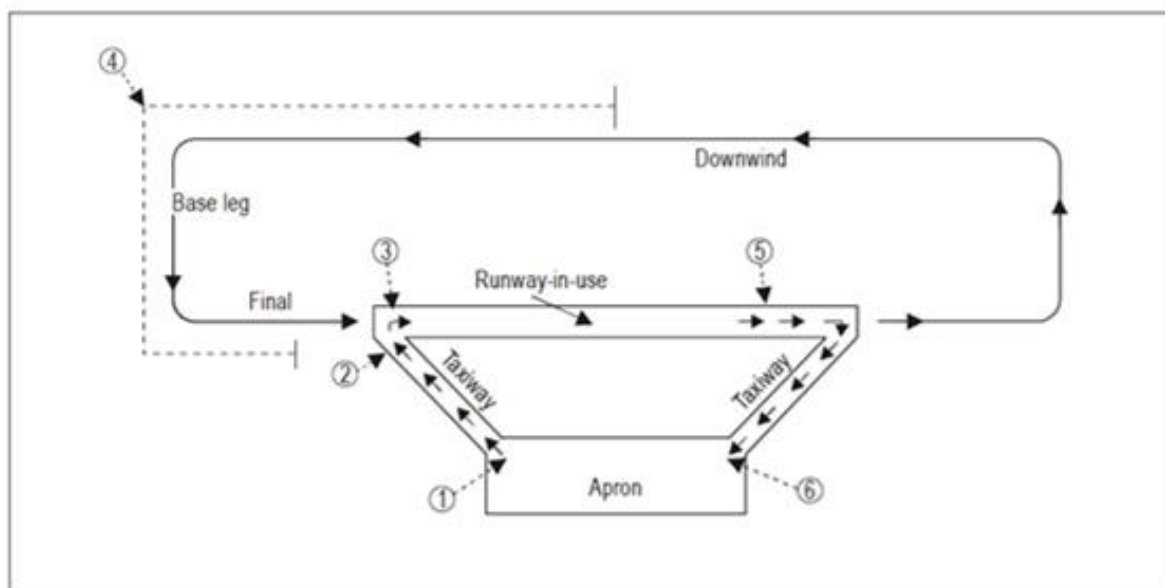 ④
Downwind
Base leg
③
⑤
Runway-in-use
Final
②
Taxiway
Taxiway
①
Apron
⑥